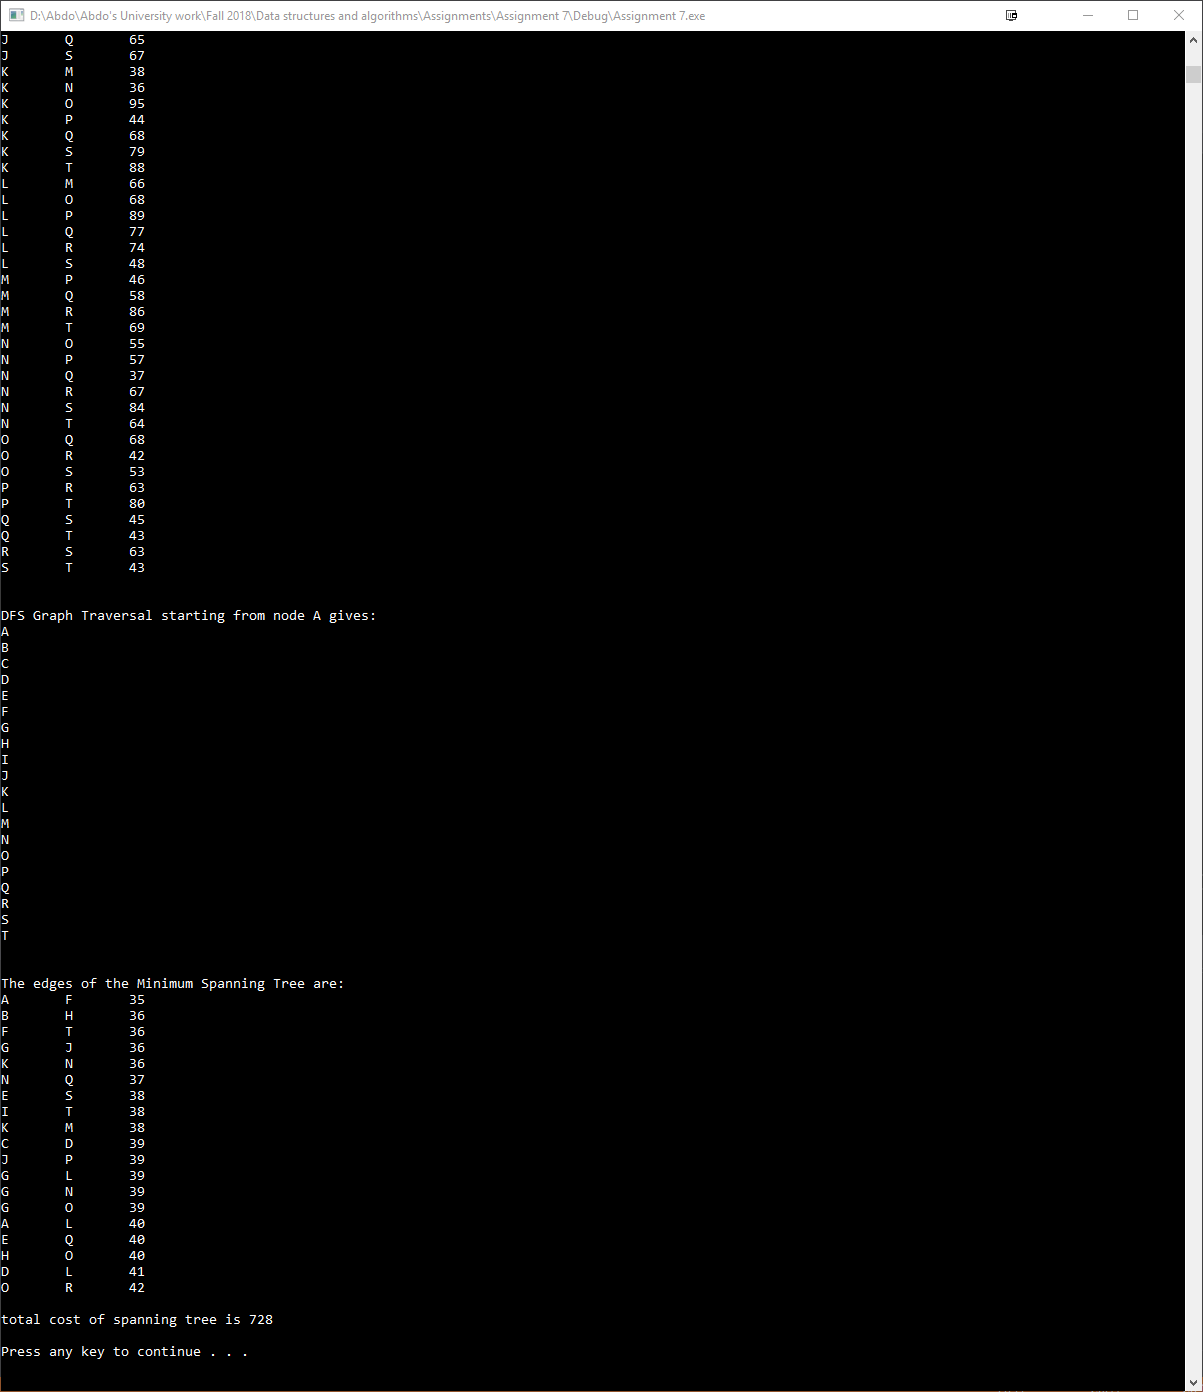 D:\Abdo\Abdo's University work\Fall 2018\Data structures and algorithms\Assignments\Assignment 7\Debug\Assignment 7.exe
J Q 65
J S 67
K M 38
K N 36
K O 95
K P 44
K Q 68
K S 79
K T 88
L M 66
L O 68
L P 89
L Q 77
L R 74
L S 48
M P 46
M Q 58
M R 86
M T 69
N O 55
N P 57
N Q 37
N R 67
N S 84
N T 64
O Q 68
O R 42
O S 53
P R 63
P T 80
Q S 45
Q T 43
R S 63
S T 43
DFS Graph Traversal starting from node A gives:
A
B
C
D
E
F
G
H
I
J
K
L
M
N
O
P
Q
R
S
T
The edges of the Minimum Spanning Tree are:
A F 35
B H 36
F T 36
G J 36
K N 36
N Q 37
E S 38
I T 38
K M 38
C D 39
J P 39
G L 39
G N 39
G O 39
A L 40
E Q 40
H O 40
D L 41
O R 42
total cost of spanning tree is 728
Press any key to continue . . .